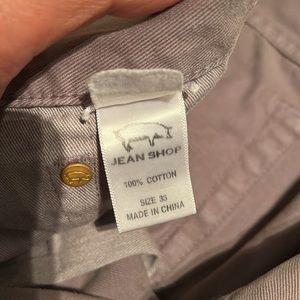 JEAN SHOP
100% COTTON
SIZE 33
MADE IN CHINA